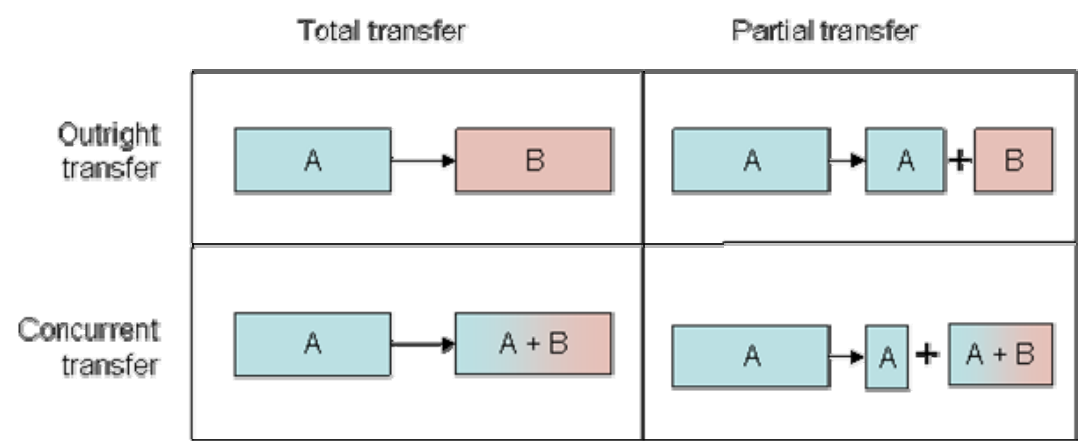 Total transfer
Partial transfer
Outright
transfer
A
B
A
A
+
B
Concurrent
transfer
A
A + B
A
A
+
A + B